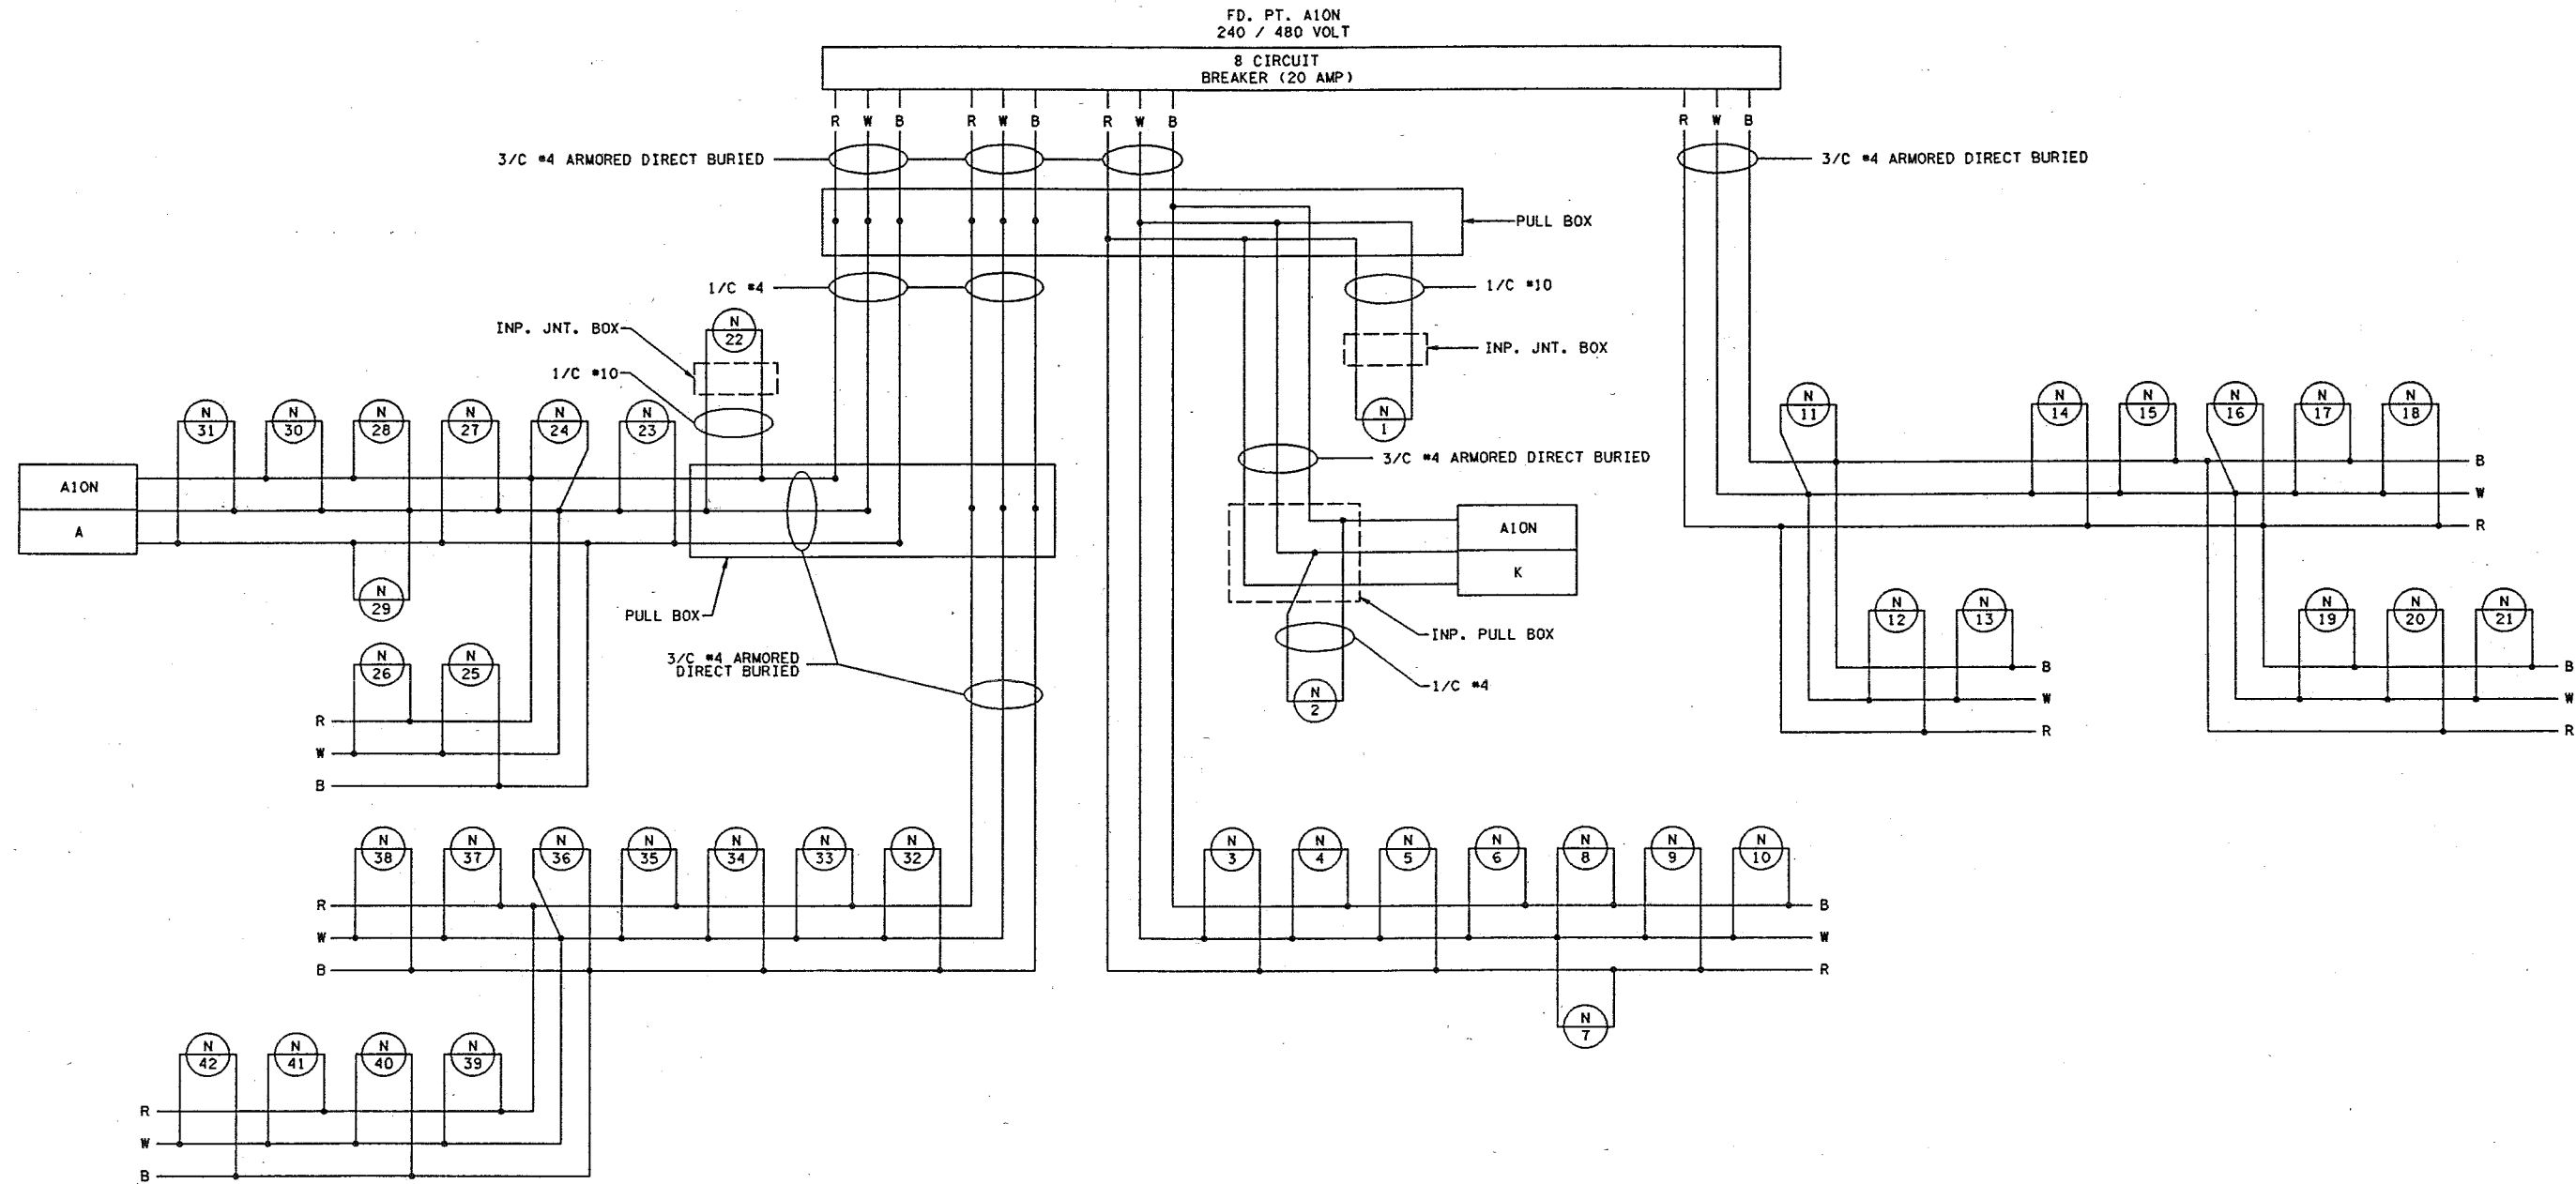 FD. PT. A10N
240 / 480 VOLT
8 CIRCUIT
BREAKER (20 AMP)
R W B R W B R W B R W B
3/C #4 ARMORED DIRECT BURIED
3/C #4 ARMORED DIRECT BURIED
PULL BOX
1/C #4
1/C #10
INP. JNT. BOX
N
22
INP. JNT. BOX
1/C #10
N
31
N
30
N
28
N
27
N
24
N
23
N
1
N
11
N
14
N
15
N
16
N
17
N
18
3/C #4 ARMORED DIRECT BURIED
B
W
R
A10N
A
A10N
K
N
29
PULL BOX
INP. PULL BOX
N
12
N
13
N
19
N
20
N
21
3/C #4 ARMORED
DIRECT BURIED
N
26
N
25
1/C #4
N
2
B
W
R
B
W
R
R
W
B
N
38
N
37
N
36
N
35
N
34
N
33
N
32
N
3
N
4
N
5
N
6
N
8
N
9
N
10
R
W
B
B
W
R
N
7
N
42
N
41
N
40
N
39
R
W
B